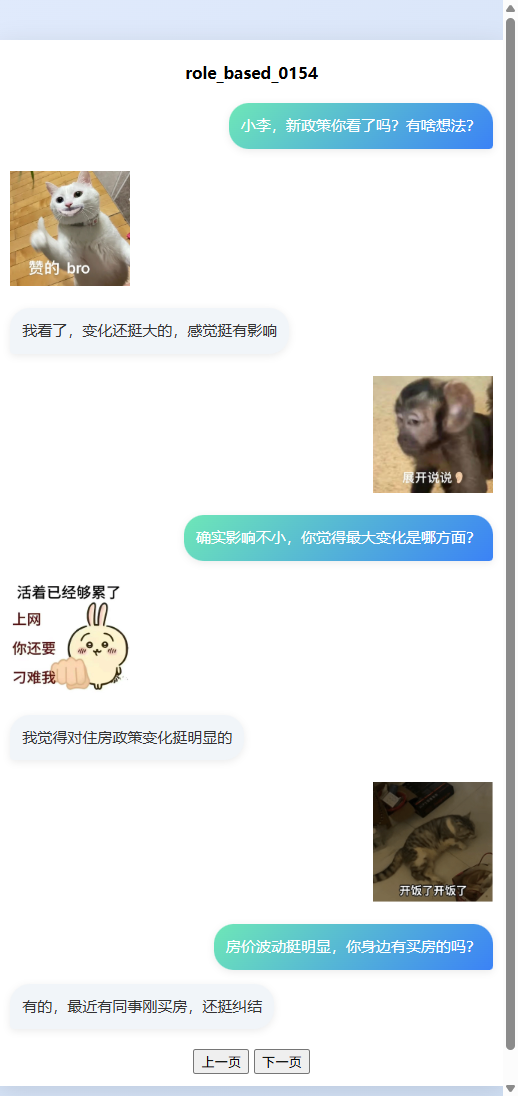 role_based_0154
小李，新政策你看了吗？有啥想法？
赞的 bro
我看了，变化还挺大的，感觉挺有影响
展开说说
确实影响不小，你觉得最大变化是哪方面？
活着已经够累了
上网
你还要
刁难我
我觉得对住房政策变化挺明显的
开饭了开饭了
房价波动挺明显，你身边有买房的吗？
有的，最近有同事刚买房，还挺纠结
上一页 下一页